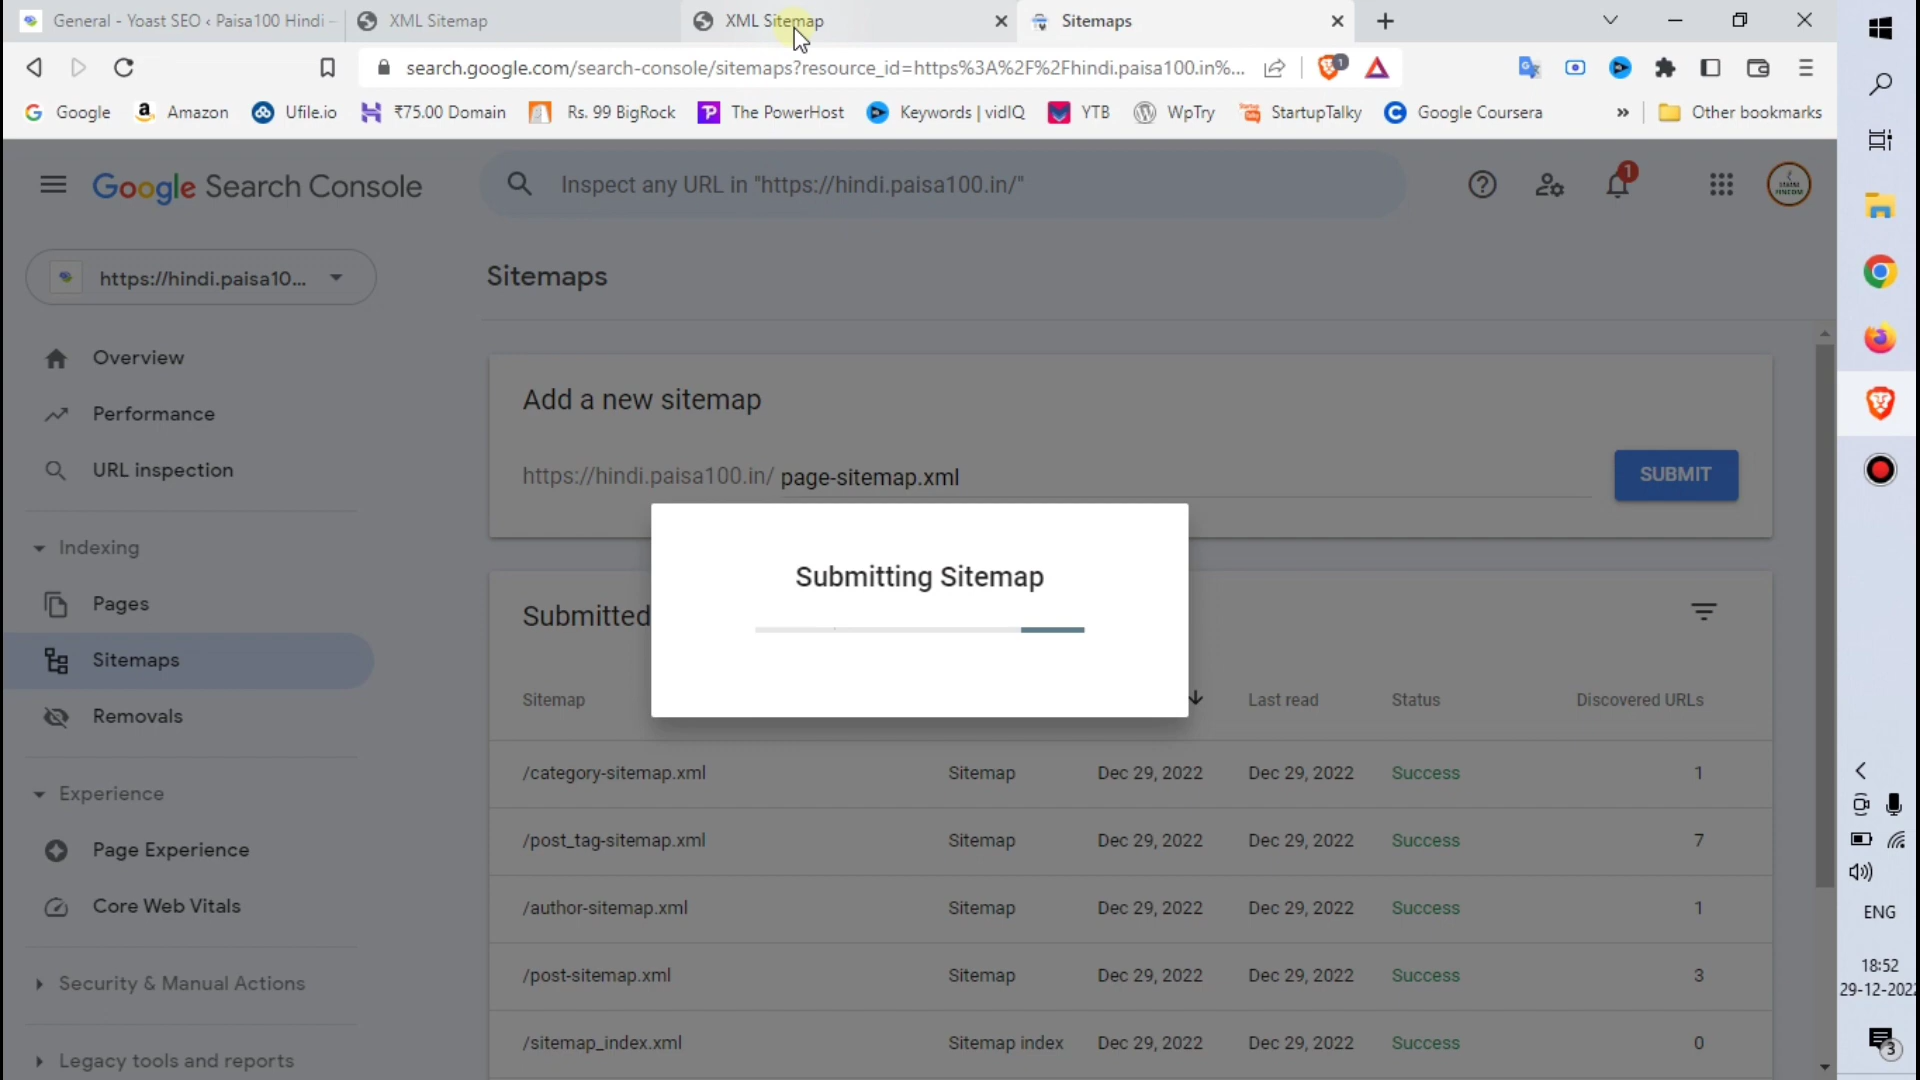 General - Yoast SEO ‹ Paisa100 Hindi -
XML Sitemap
XML Sitemap
Sitemaps
search.google.com/search-console/sitemaps?resource_id=https%3A%2F%2Fhindi.paisa100.in%...
1
Google
Amazon
Ufile.io
₹75.00 Domain
Rs. 99 BigRock
The PowerHost
Keywords | vidIQ
YTB
WpTry
StartupTalky
Google Coursera
»
Other bookmarks
Google Search Console
Inspect any URL in "https://hindi.paisa100.in/"
1
https://hindi.paisa10...
Sitemaps
Overview
Performance
URL inspection
Indexing
Pages
Sitemaps
Removals
Experience
Page Experience
Core Web Vitals
Security & Manual Actions
Legacy tools and reports
Add a new sitemap
https://hindi.paisa100.in/ page-sitemap.xml
SUBMIT
Submitting Sitemap
Submitted
Sitemap Last read Status Discovered URLs
/category-sitemap.xml Sitemap Dec 29, 2022 Dec 29, 2022 Success 1
/post_tag-sitemap.xml Sitemap Dec 29, 2022 Dec 29, 2022 Success 7
/author-sitemap.xml Sitemap Dec 29, 2022 Dec 29, 2022 Success 1
/post-sitemap.xml Sitemap Dec 29, 2022 Dec 29, 2022 Success 3
/sitemap_index.xml Sitemap index Dec 29, 2022 Dec 29, 2022 Success 0
ENG
18:52
29-12-2022
3